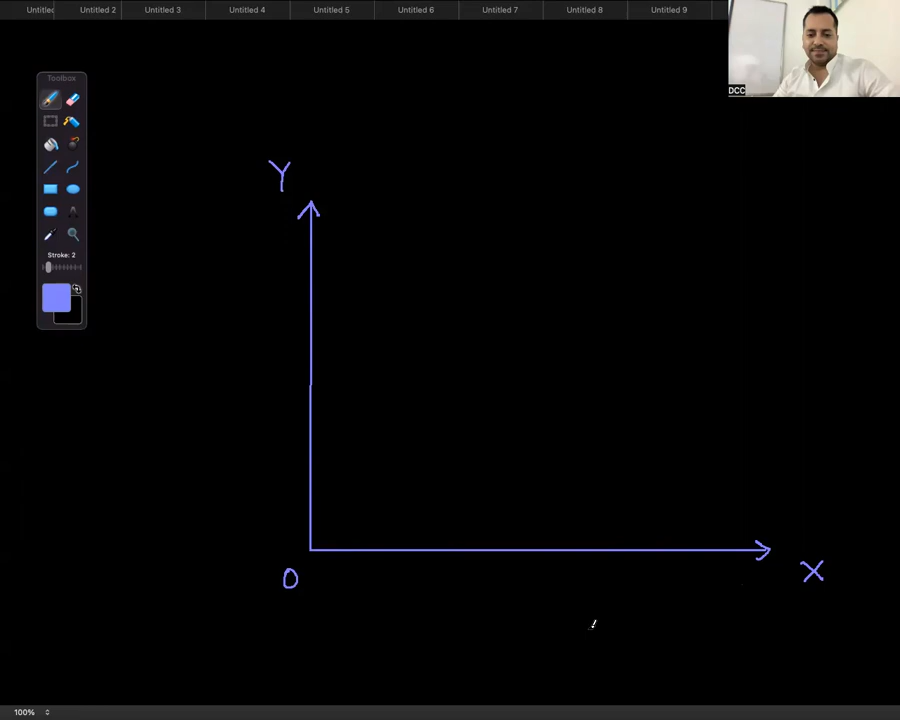 Untitled Untitled 2 Untitled 3 Untitled 4 Untitled 5 Untitled 6 Untitled 7 Untitled 8 Untitled 9
DCC
Toolbox
Y
Stroke: 2
O
X
100%